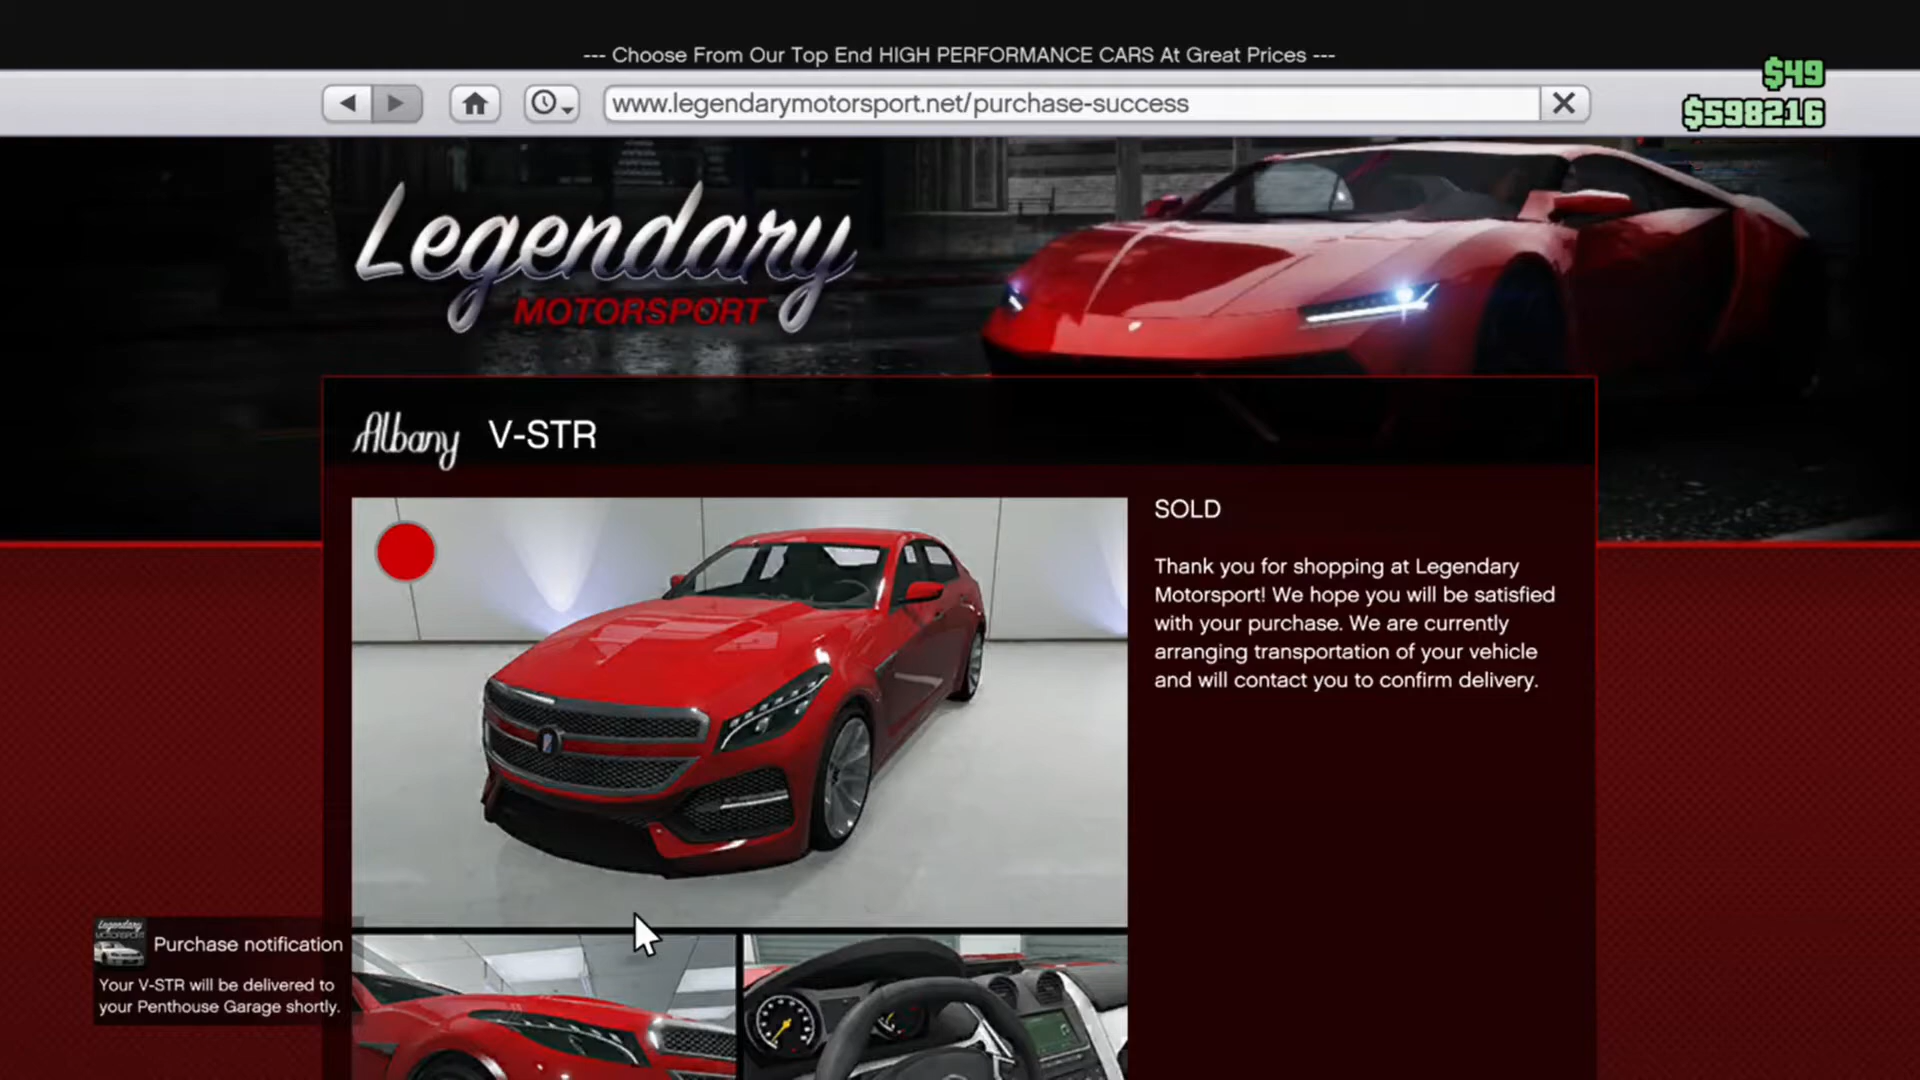 --- Choose From Our Top End HIGH PERFORMANCE CARS At Great Prices ---
$49
www.legendarymotorsport.net/purchase-success
$598216
Legendary
MOTORSPORT
Albany V-STR
SOLD
Thank you for shopping at Legendary
Motorsport! We hope you will be satisfied
with your purchase. We are currently
arranging transportation of your vehicle
and will contact you to confirm delivery.
Legendary
MOTORSPORT
Purchase notification
Your V-STR will be delivered to
your Penthouse Garage shortly.